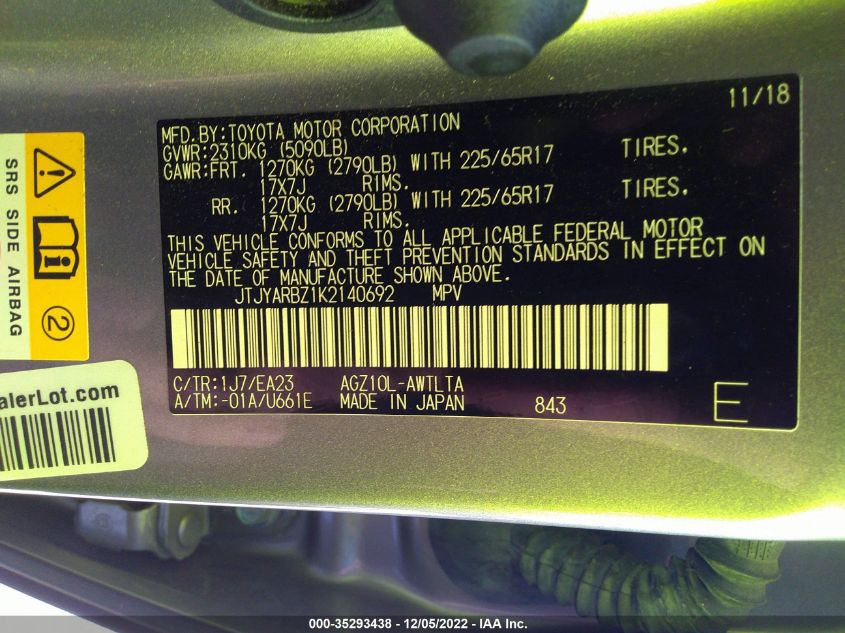 11/18
MFD.BY:TOYOTA MOTOR CORPORATION
GVWR:2310KG (5090LB)
GAWR:FRT. 1270KG (2790LB) WITH 225/65R17 TIRES.
17X7J RIMS.
RR. 1270KG (2790LB) WITH 225/65R17 TIRES.
17X7J RIMS.
THIS VEHICLE CONFORMS TO ALL APPLICABLE FEDERAL MOTOR
VEHICLE SAFETY AND THEFT PREVENTION STANDARDS IN EFFECT ON
THE DATE OF MANUFACTURE SHOWN ABOVE.
JTJYARBZ1K2140692 MPV
C/TR:1J7/EA23 AGZ10L-AWTLTA
A/TM:-01A/U661E MADE IN JAPAN 843
E
SRS SIDE AIRBAG
2
alerLot.com
000-35293438 - 12/05/2022 - IAA Inc.